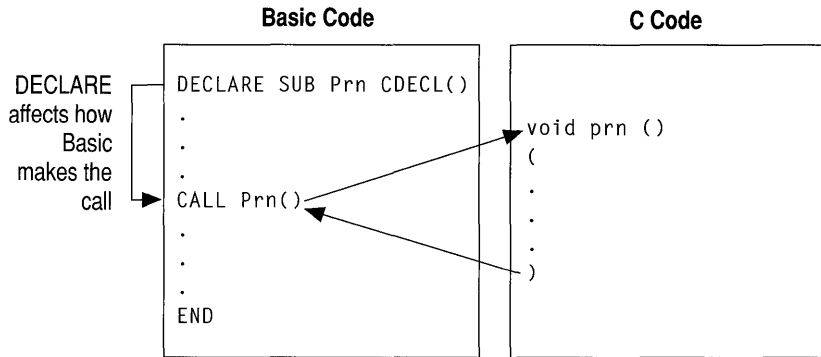 Basic Code
C Code
DECLARE
affects how
Basic
makes the
call
DECLARE SUB Prn CDECL()
.
.
.
CALL Prn()
.
.
.
END
void prn ()
(
.
.
.
)